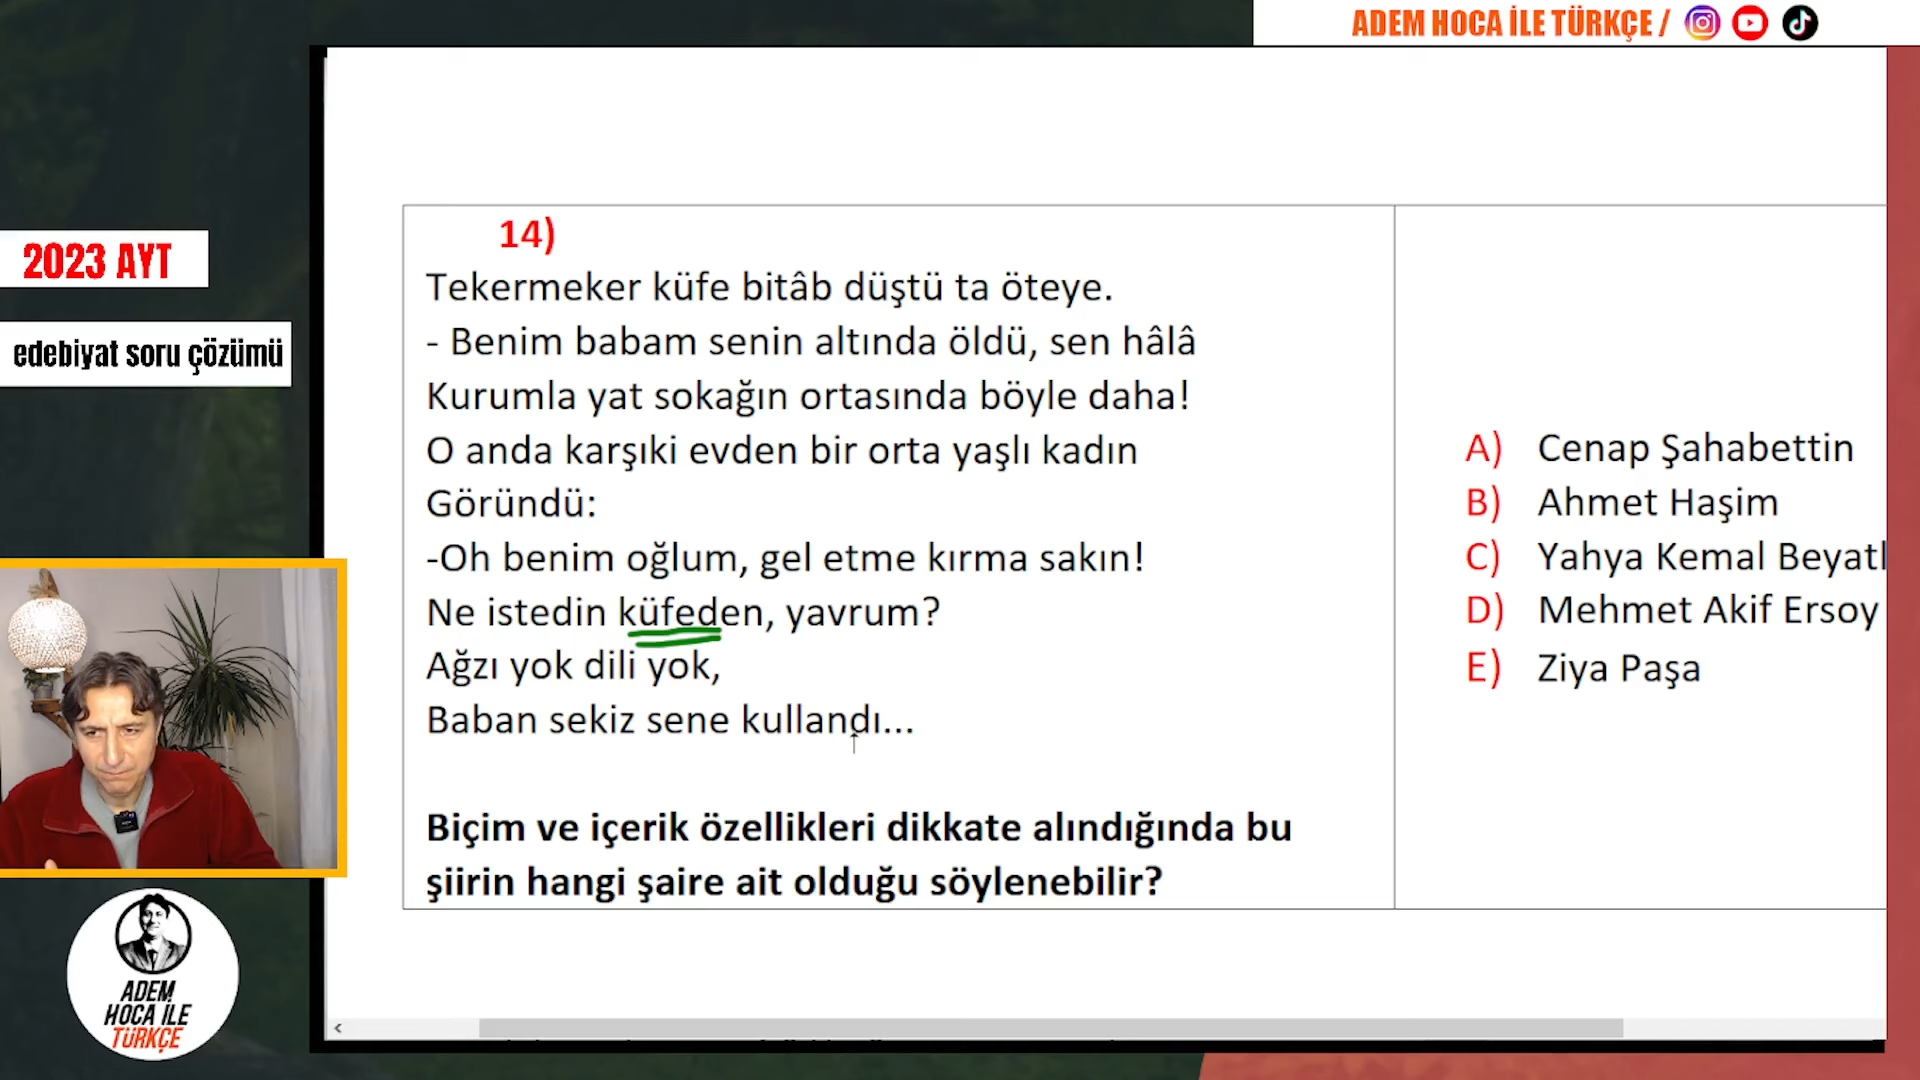 ADEM HOCA İLE TÜRKÇE /
2023 AYT
edebiyat soru çözümü
14)
Tekermeker küfe bitâb düştü ta öteye.
- Benim babam senin altında öldü, sen hâlâ
Kurumla yat sokağın ortasında böyle daha!
O anda karşıki evden bir orta yaşlı kadın
Göründü:
-Oh benim oğlum, gel etme kırma sakın!
Ne istedin küfeden, yavrum?
Ağzı yok dili yok,
Baban sekiz sene kullandı...
Biçim ve içerik özellikleri dikkate alındığında bu
şiirin hangi şaire ait olduğu söylenebilir?
A) Cenap Şahabettin
B) Ahmet Haşim
C) Yahya Kemal Beyatl
D) Mehmet Akif Ersoy
E) Ziya Paşa
ADEM
HOCA İLE
TÜRKÇE